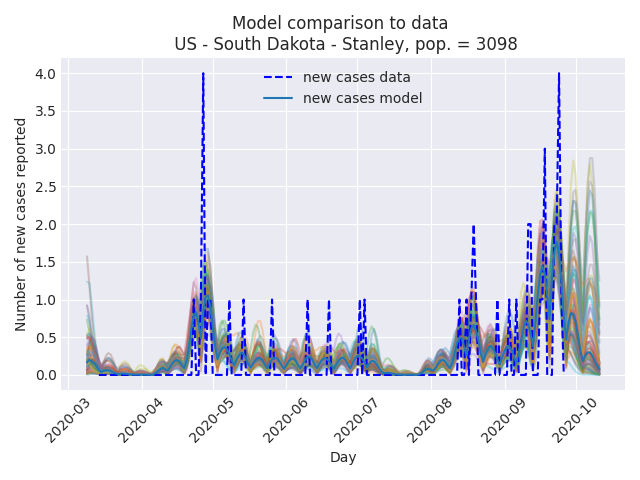 Model comparison to data
US - South Dakota - Stanley, pop. = 3098
new cases data
new cases model
Number of new cases reported
4.0
3.5
3.0
2.5
2.0
1.5
1.0
0.5
0.0
2020-03
2020-04
2020-05
2020-06
2020-07
2020-08
2020-09
2020-10
Day